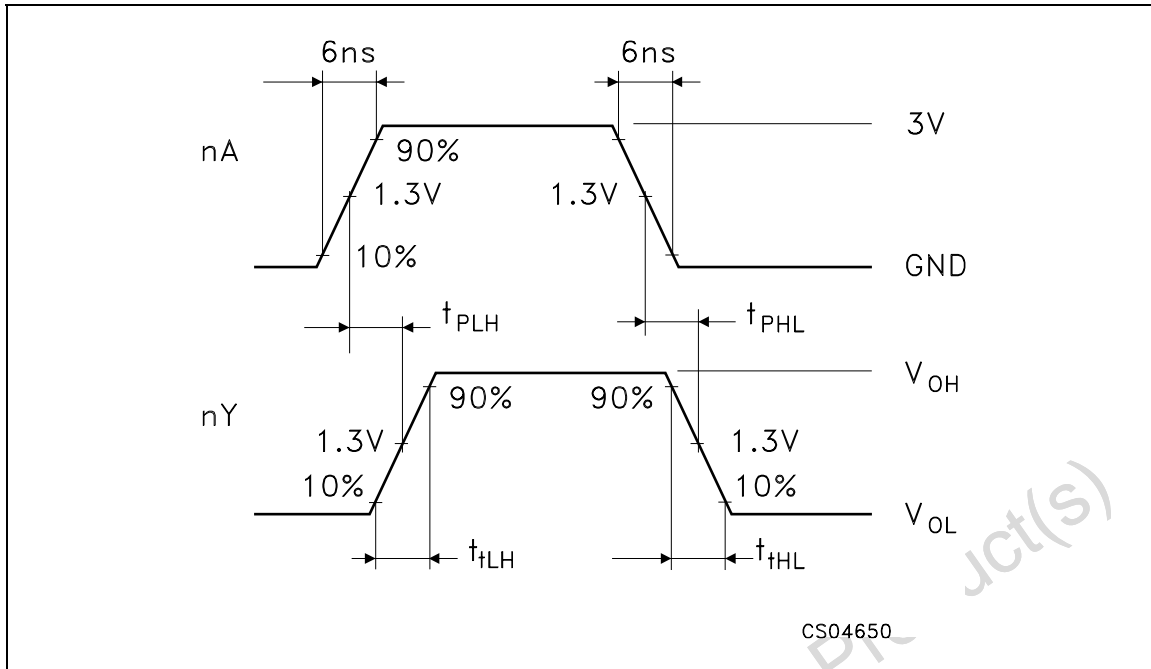 6ns 6ns
3V
nA 90%
1.3V 1.3V
10% GND
tPLH tPHL
VOH
90% 90%
nY
1.3V 1.3V
10% 10%
VOL
ttLH ttHL
CS04650